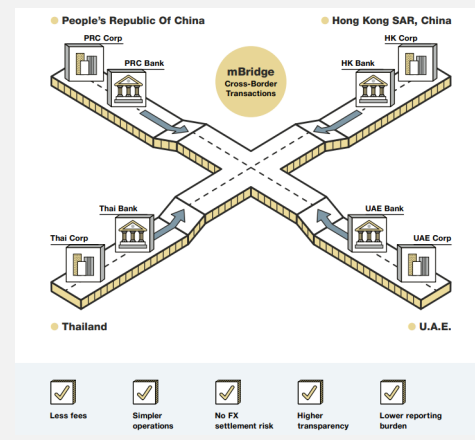 People's Republic Of China
Hong Kong SAR, China
PRC Corp
HK Corp
PRC Bank
HK Bank
mBridge
Cross-Border
Transactions
Thai Bank
UAE Bank
Thai Corp
UAE Corp
Thailand
U.A.E.
Less fees
Simpler
operations
No FX
settlement risk
Higher
transparency
Lower reporting
burden